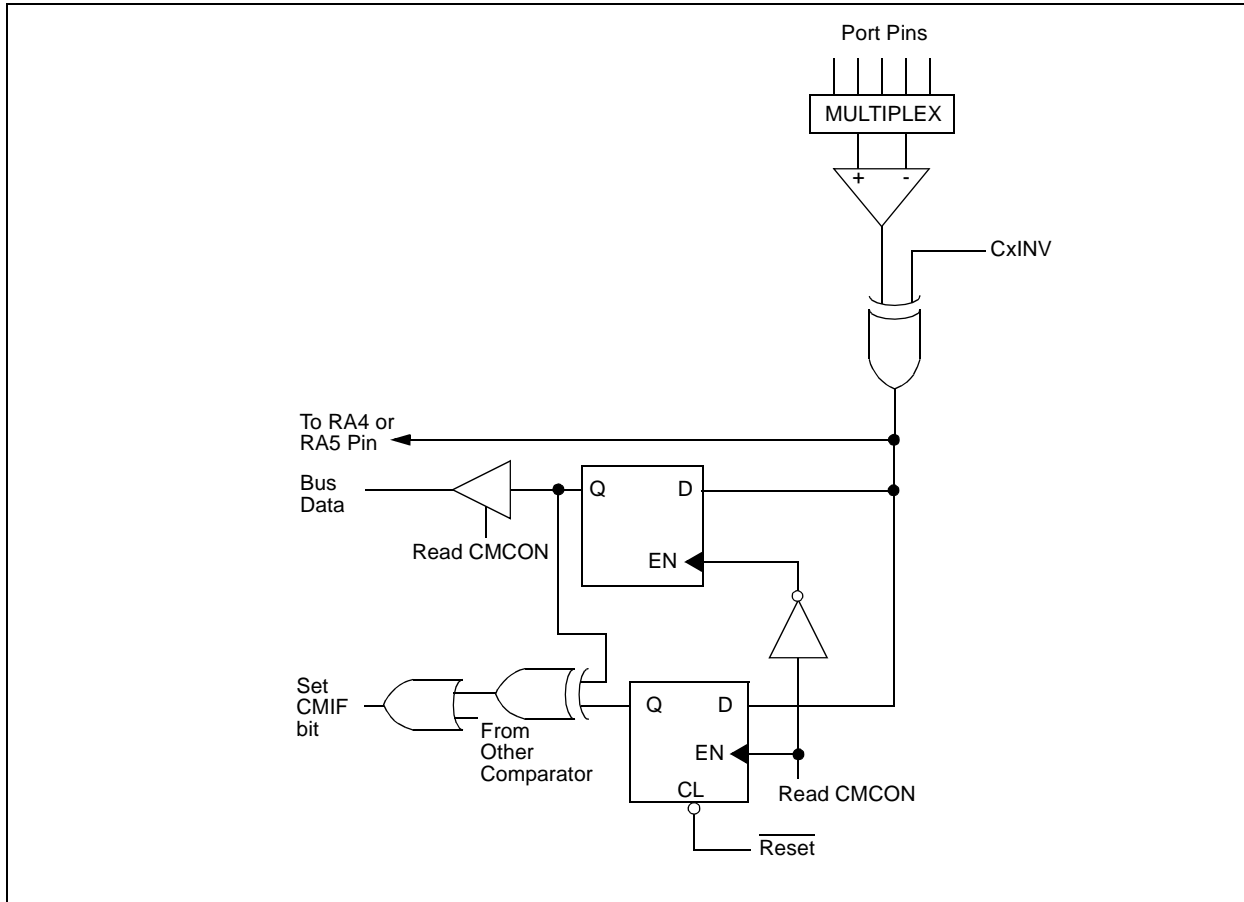 Port Pins
MULTIPLEX
+ -
CxINV
To RA4 or
RA5 Pin
Bus
Data
Q D
Read CMCON
EN
Set
CMIF
bit
From
Other
Comparator
Q D
EN
CL
Read CMCON
Reset